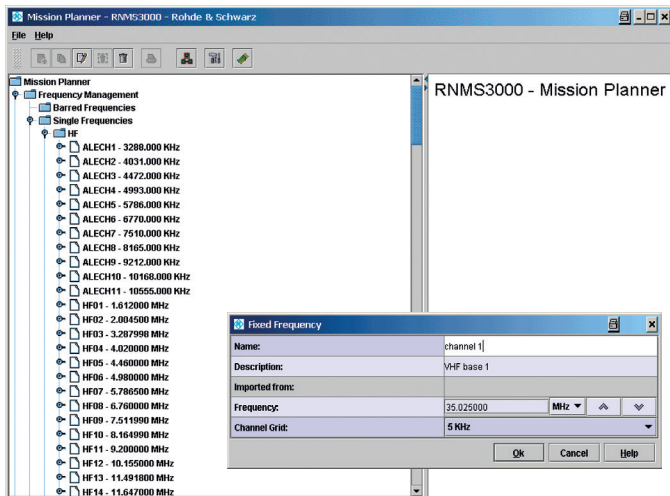 Mission Planner - RNMS3000 - Rohde & Schwarz
File Help
Mission Planner
Frequency Management
Barred Frequencies
Single Frequencies
HF
ALECH1 - 3288.000 KHz
ALECH2 - 4031.000 KHz
ALECH3 - 4472.000 KHz
ALECH4 - 4993.000 KHz
ALECH5 - 5786.000 KHz
ALECH6 - 6770.000 KHz
ALECH7 - 7510.000 KHz
ALECH8 - 8165.000 KHz
ALECH9 - 9212.000 KHz
ALECH10 - 10168.000 KHz
ALECH11 - 10555.000 KHz
HF01 - 1.612000 MHz
HF02 - 2.004500 MHz
HF03 - 3.287998 MHz
HF04 - 4.020000 MHz
HF05 - 4.460000 MHz
HF06 - 4.980000 MHz
HF07 - 5.786500 MHz
HF08 - 6.760000 MHz
HF09 - 7.511990 MHz
HF10 - 8.164990 MHz
HF11 - 9.200000 MHz
HF12 - 10.155000 MHz
HF13 - 11.491800 MHz
HF14 - 11.647000 MHz
RNMS3000 - Mission Planner
Fixed Frequency
Name: channel 1
Description: VHF base 1
Imported from:
Frequency: 35.025000 MHz
Channel Grid: 5 KHz
Ok Cancel Help